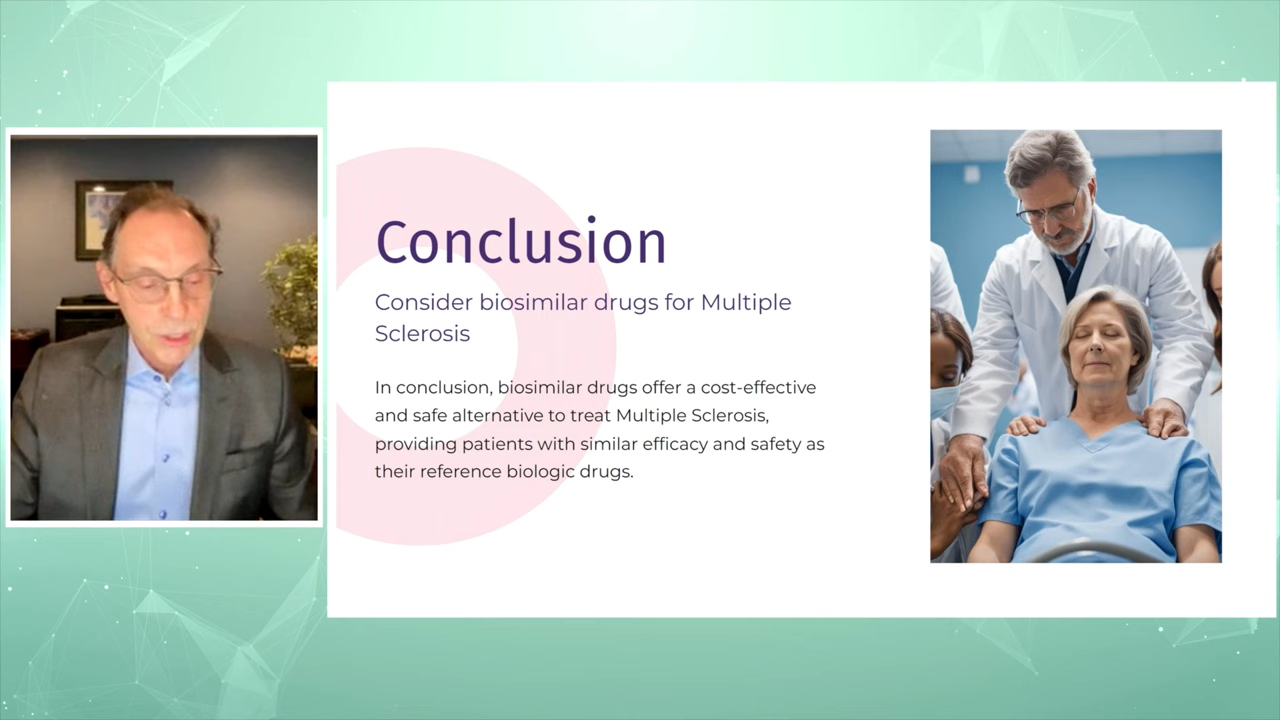 Conclusion
Consider biosimilar drugs for Multiple
Sclerosis
In conclusion, biosimilar drugs offer a cost-effective
and safe alternative to treat Multiple Sclerosis,
providing patients with similar efficacy and safety as
their reference biologic drugs.